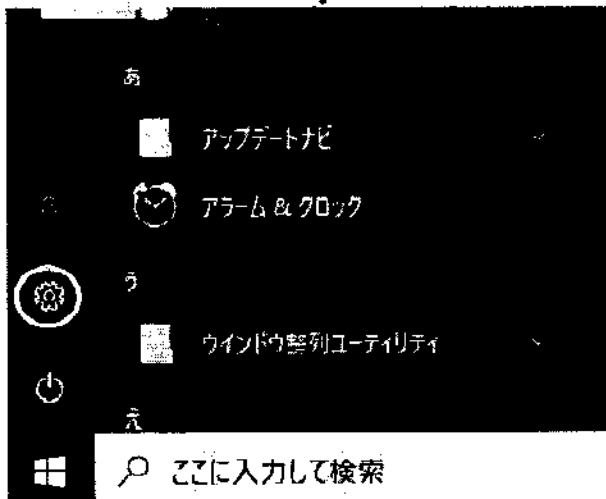 あ
アップデートナビ
アラーム & クロック
う
ウインドウ整列ユーティリティ
え
ここに入力して検索